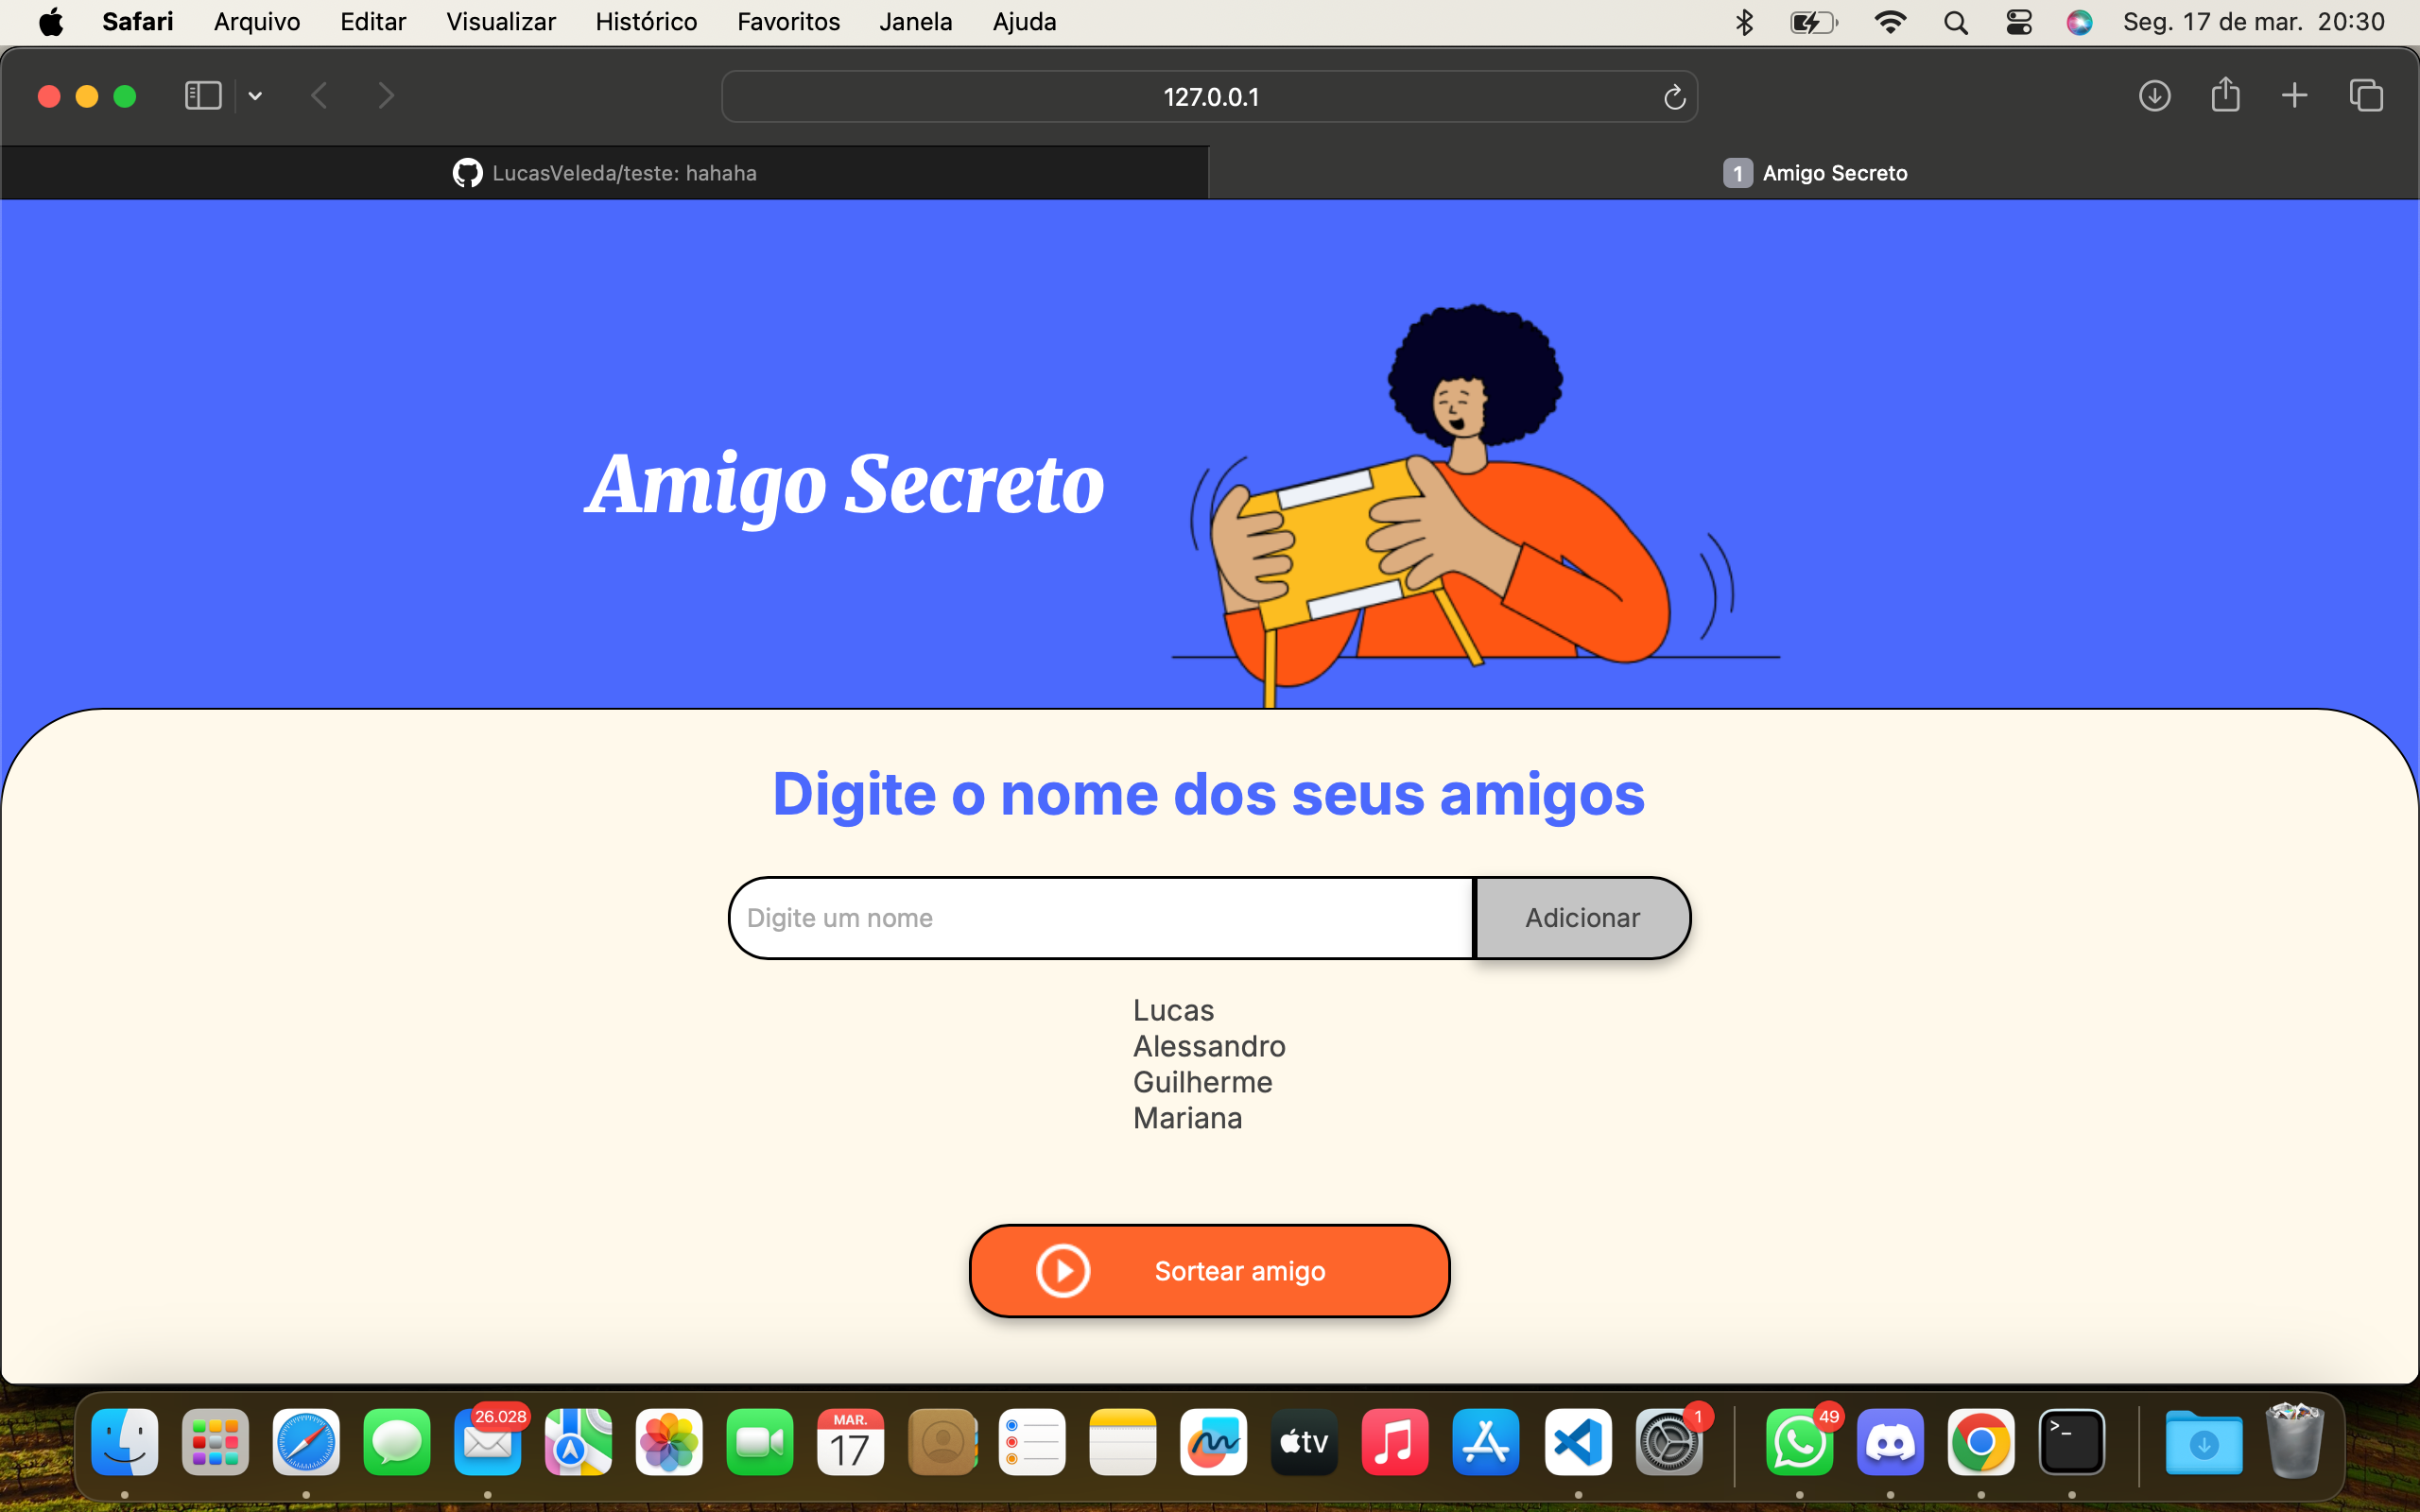 Safari Arquivo Editar Visualizar Histórico Favoritos Janela Ajuda Seg. 17 de mar. 20:30
127.0.0.1
LucasVeleda/teste: hahaha 1 Amigo Secreto
Amigo Secreto
Digite o nome dos seus amigos
Digite um nome Adicionar
Lucas
Alessandro
Guilherme
Mariana
Sortear amigo
26.028 MAR. 17 tv 1 49 >_